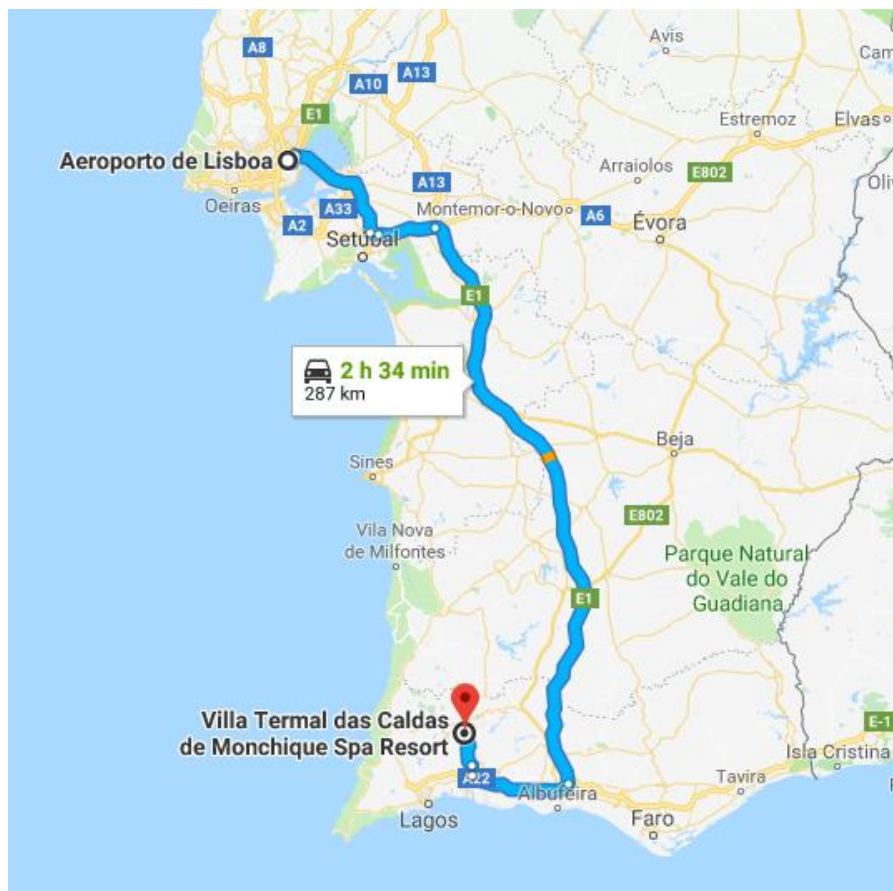 Avis
Cam
A8
A13
A10
E1
Estremoz
Elvas
Aeroporto de Lisboa
Arraiolos
E802
A13
Oli
Oeiras
A33
Montemor-o-Novo
A6
A2
Évora
Setúbal
E1
2 h 34 min
287 km
Beja
Sines
E802
Vila Nova
de Milfontes
Parque Natural
do Vale do
Guadiana
E1
Villa Termal das Caldas
de Monchique Spa Resort
E-1
Isla Cristina
A22
Albufeira
Tavira
Lagos
Faro